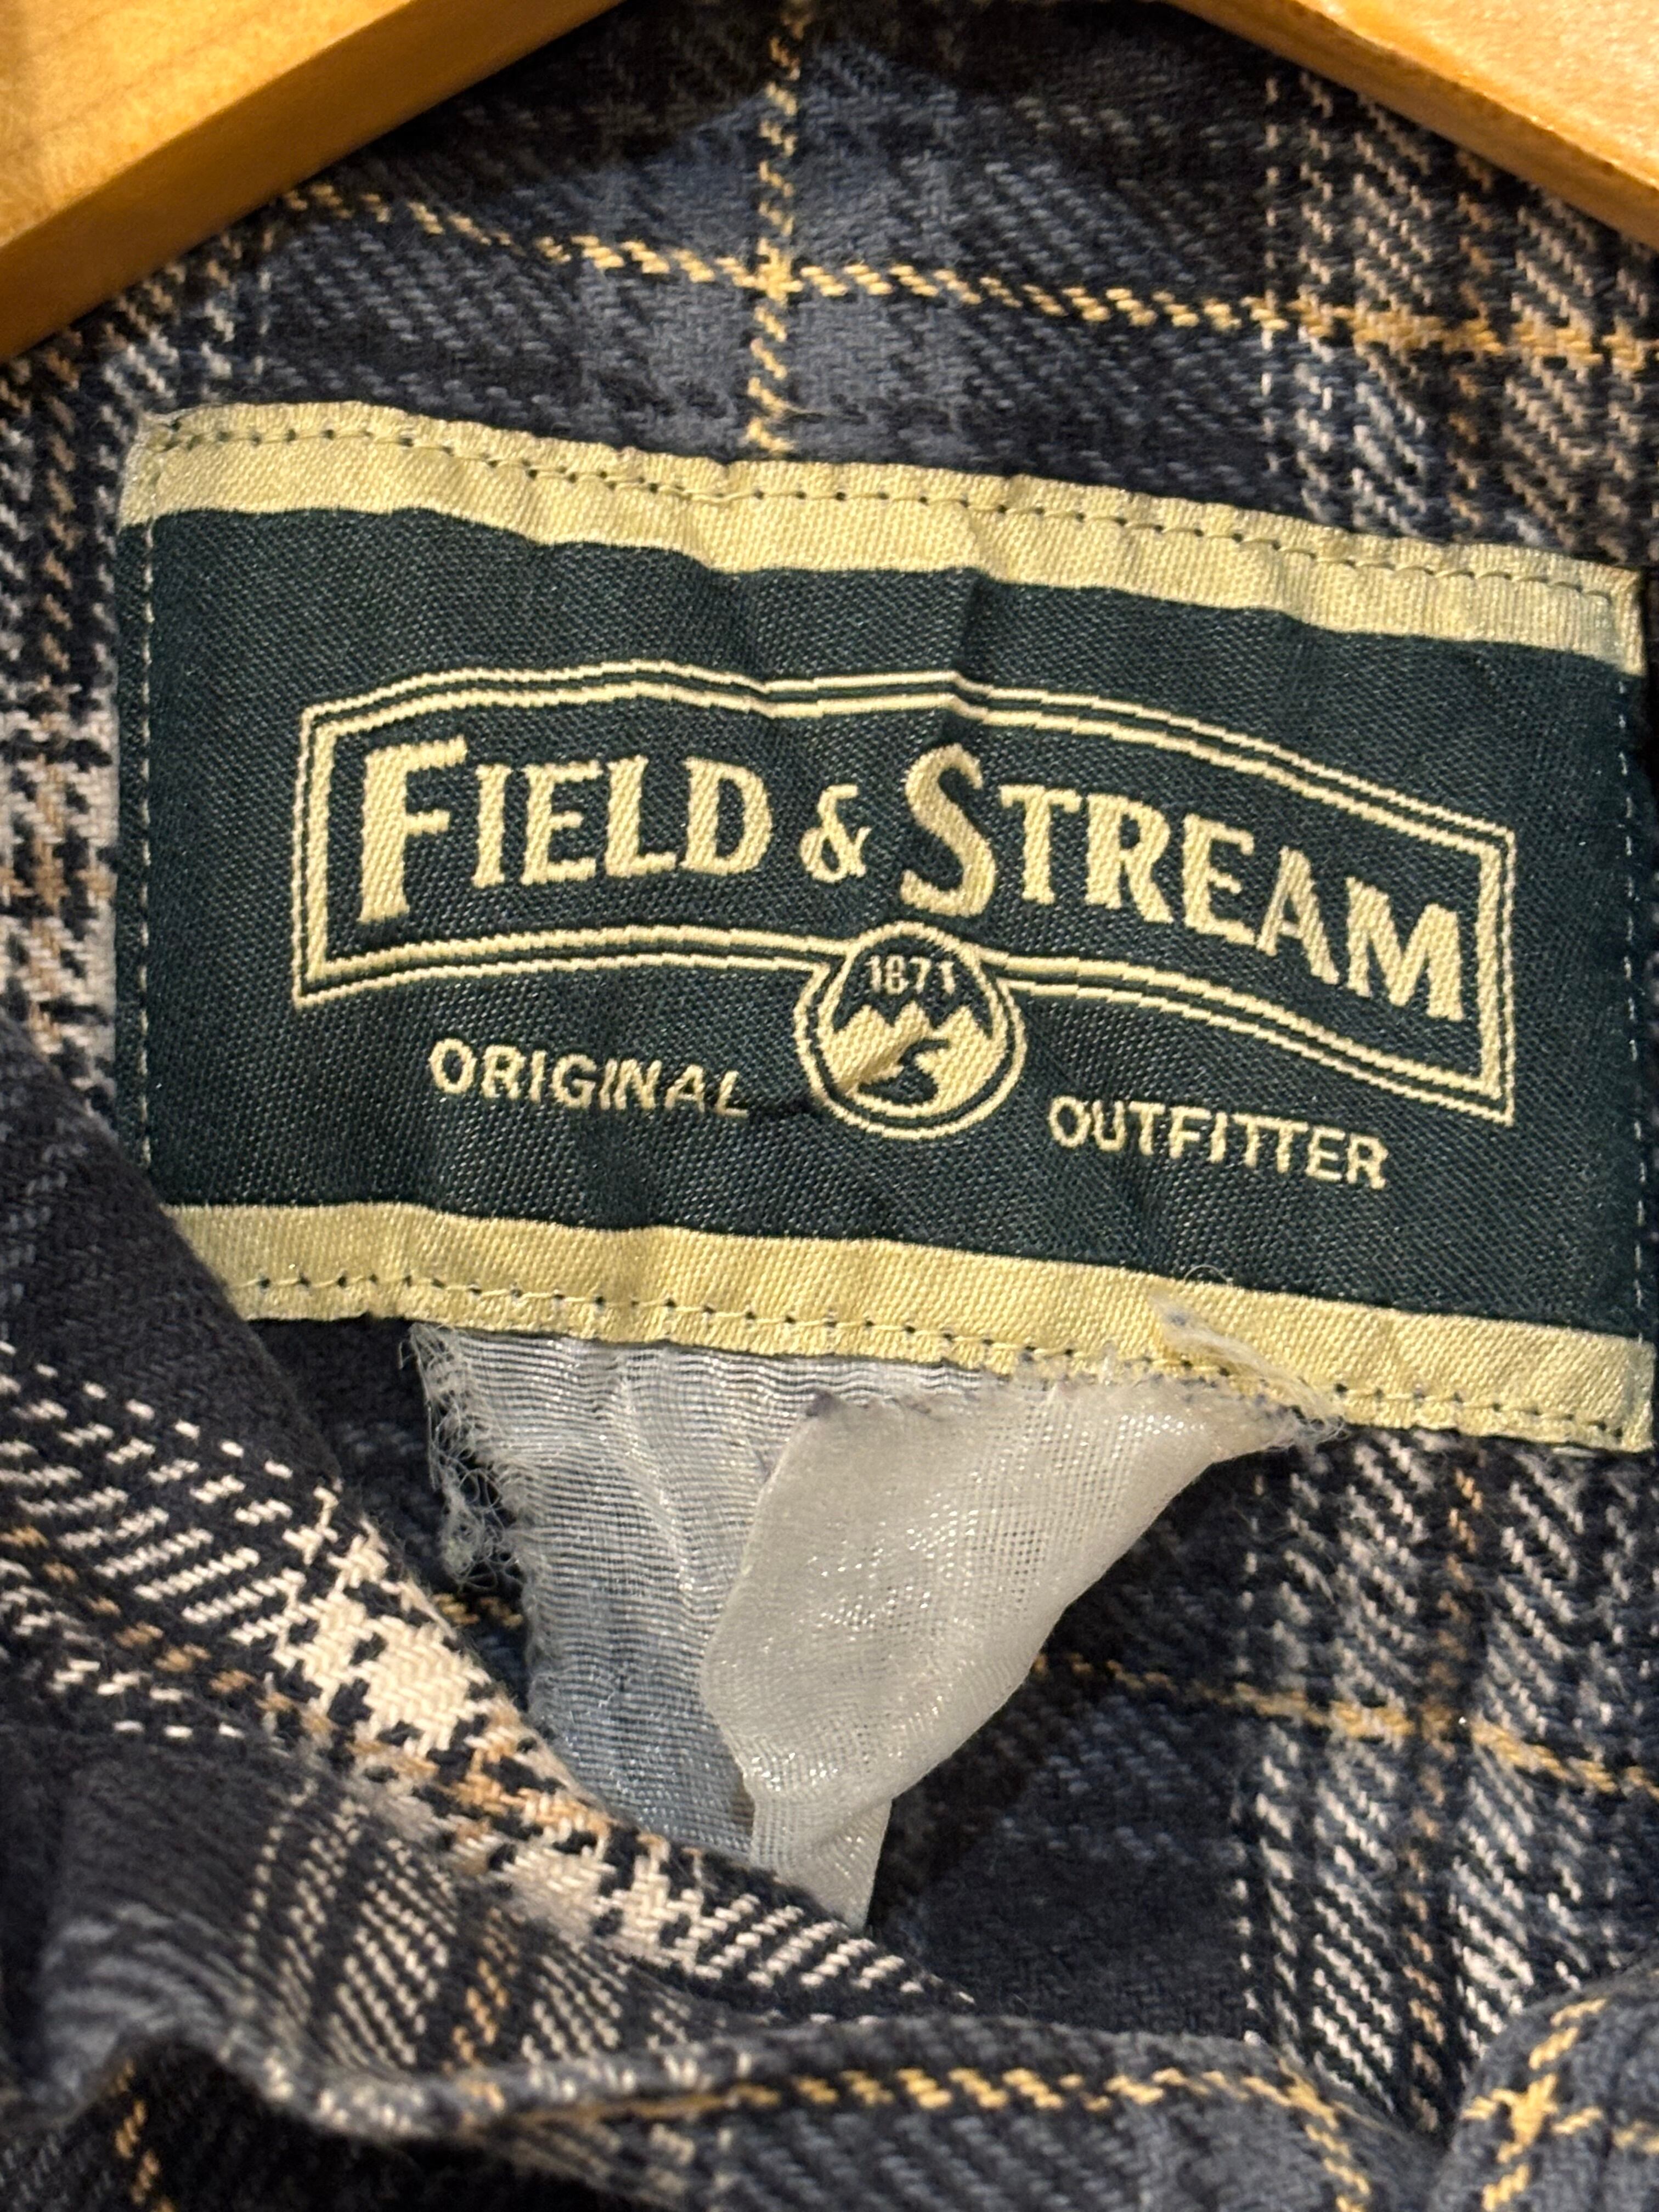 FIELD & STREAM
1871
ORIGINAL OUTFITTER